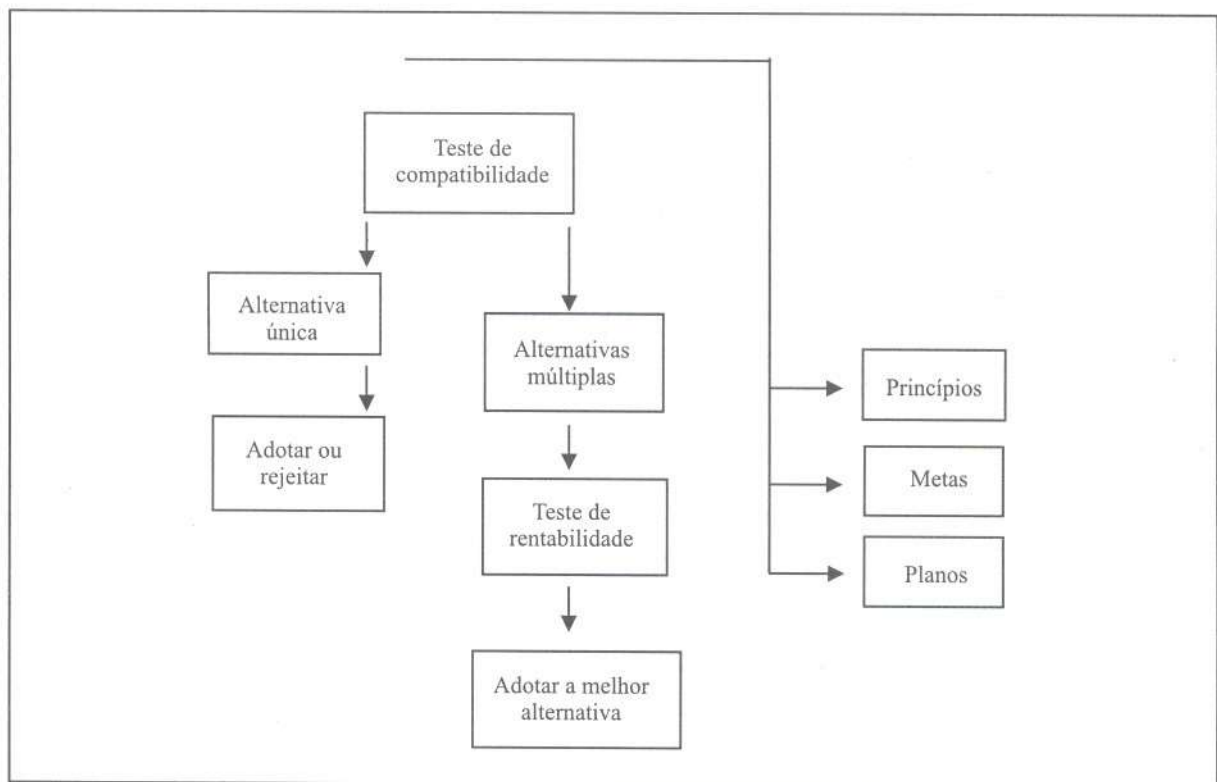 Teste de
compatibilidade
Alternativa
única
Alternativas
múltiplas
Adotar ou
rejeitar
Teste de
rentabilidade
Adotar a melhor
alternativa
Princípios
Metas
Planos